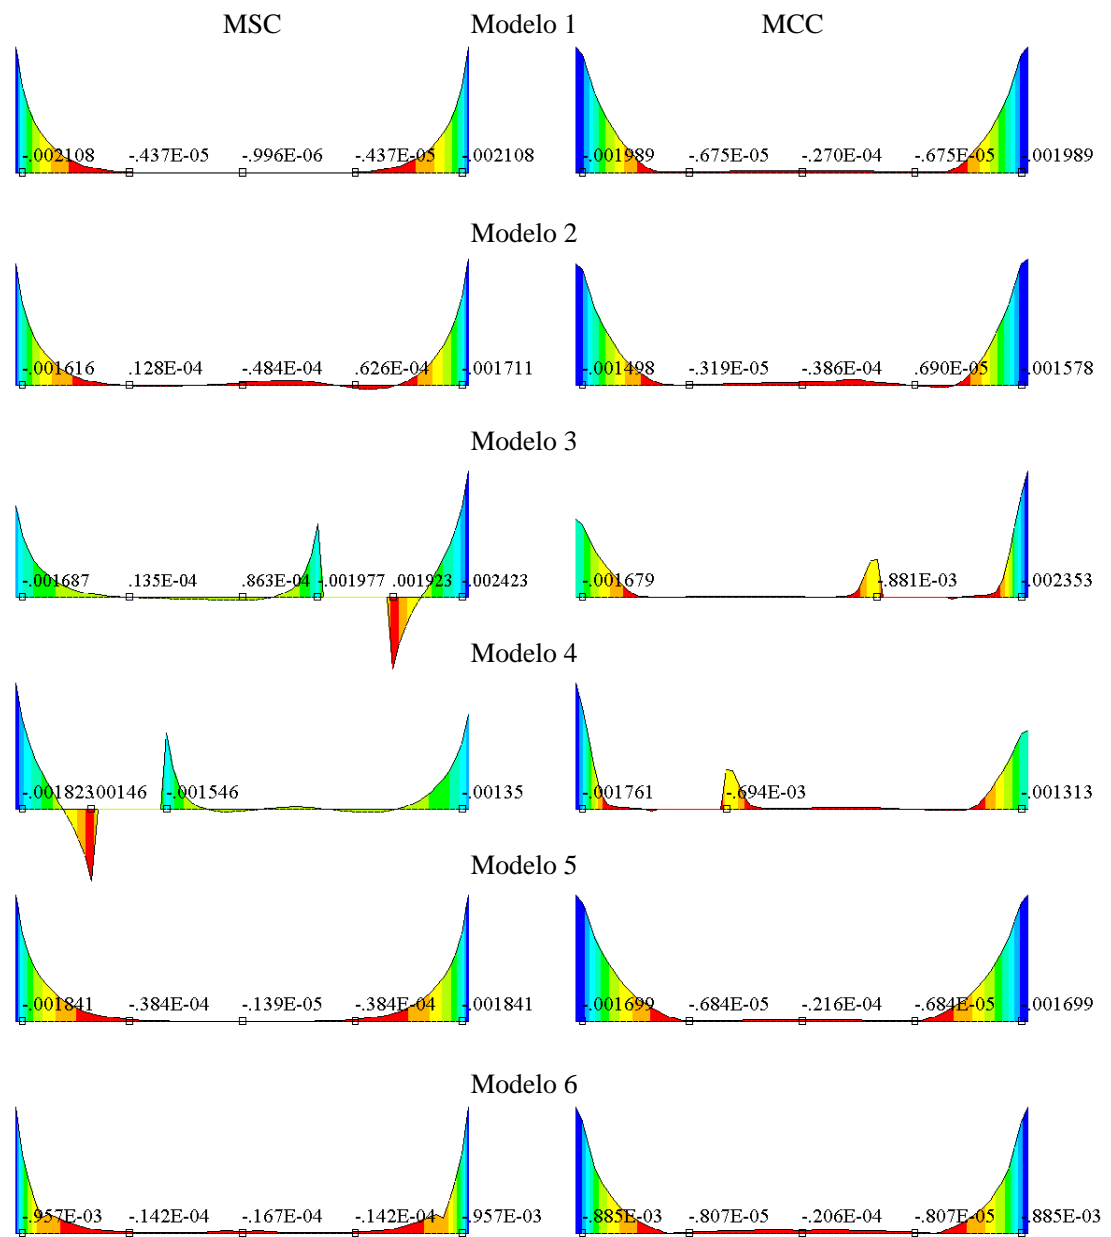 MSC Modelo 1 MCC
-.002108 -.437E-05 -.996E-06 -.437E-05 -.002108 -.001989 -.675E-05 -.270E-04 -.675E-05 -.001989
Modelo 2
-.001616 .128E-04 -.484E-04 .626E-04 -.001711 -.001498 -.319E-05 -.386E-04 .690E-05 -.001578
Modelo 3
-.001687 .135E-04 .863E-04 -.001977 .001923 -.002423 -.001679 -.881E-03 -.002353
Modelo 4
-.001823 .00146 -.001546 -.00135 -.001761 -.694E-03 -.001313
Modelo 5
-.001841 -.384E-04 -.139E-05 -.384E-04 -.001841 -.001699 -.684E-05 -.216E-04 -.684E-05 -.001699
Modelo 6
-.957E-03 -.142E-04 -.167E-04 -.142E-04 -.957E-03 -.885E-03 -.807E-05 -.206E-04 -.807E-05 -.885E-03